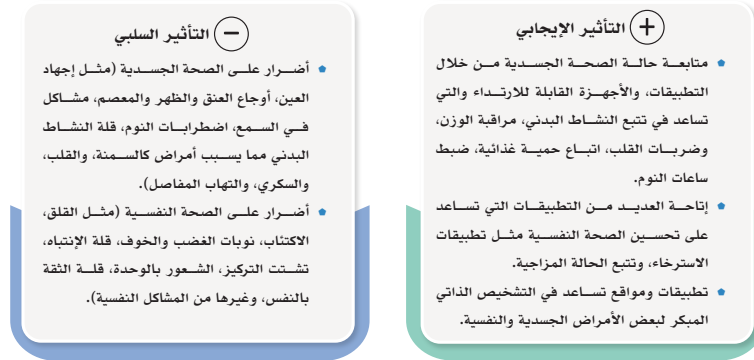 التأثير الإيجابي
متابعة حالة الصحة الجسدية من خلال
التطبيقات، والأجهزة القابلة للارتداء والتي
تساعد في تتبع النشاط البدني، مراقبة الوزن،
وضربات القلب، اتباع حمية غذائية، ضبط
ساعات النوم.
إتاحة العديد من التطبيقات التي تساعد
على تحسين الصحة النفسية مثل تطبيقات
الاسترخاء، وتتبع الحالة المزاجية.
تطبيقات ومواقع تساعد في التشخيص الذاتي
المبكر لبعض الأمراض الجسدية والنفسية.
التأثير السلبي
أضرار على الصحة الجسدية (مثل إجهاد
العين، أوجاع العنق والظهر والمعصم، مشاكل
في السمع، اضطرابات النوم، قلة النشاط
البدني مما يسبب أمراض كالسمنة، والقلب،
والسكري، والتهاب المفاصل).
أضرار على الصحة النفسية (مثل القلق،
الاكتئاب، نوبات الغضب والخوف، قلة الإنتباه،
تشتت التركيز، الشعور بالوحدة، قلة الثقة
بالنفس، وغيرها من المشاكل النفسية).